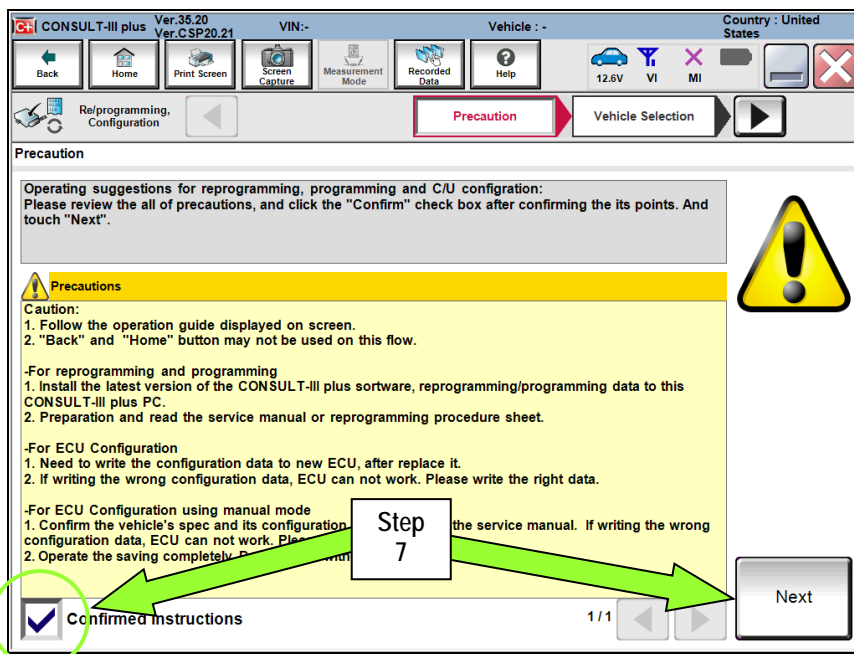 C+ CONSULT-III plus Ver.35.20 VIN:- Vehicle : - Country : United
Ver.CSP20.21 States
Back Home Print Screen Screen Capture Measurement Mode Recorded Data Help 12.6V VI MI
Re/programming, Precaution Vehicle Selection
Configuration
Precaution
Operating suggestions for reprogramming, programming and C/U configration:
Please review the all of precautions, and click the "Confirm" check box after confirming the its points. And
touch "Next".
Precautions
Caution:
1. Follow the operation guide displayed on screen.
2. "Back" and "Home" button may not be used on this flow.
-For reprogramming and programming
1. Install the latest version of the CONSULT-III plus sortware, reprogramming/programming data to this
CONSULT-III plus PC.
2. Preparation and read the service manual or reprogramming procedure sheet.
-For ECU Configuration
1. Need to write the configuration data to new ECU, after replace it.
2. If writing the wrong configuration data, ECU can not work. Please write the right data.
-For ECU Configuration using manual mode
1. Confirm the vehicle's spec and its configuration the service manual. If writing the wrong
configuration data, ECU can not work.
2. Operate the saving completely.
Step
7
Confirmed instructions
1/1
Next